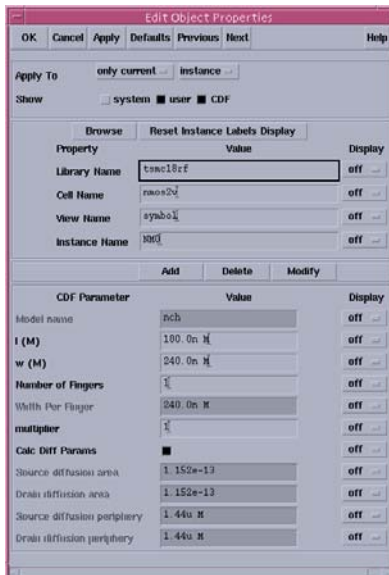 Edit Object Properties
OK Cancel Apply Defaults Previous Next Help
Apply To only current instance
Show system user CDF
Browse Reset Instance Labels Display
Property Value Display
Library Name tsmc18rf off
Cell Name nmos2v off
View Name symbol off
Instance Name NM0 off
Add Delete Modify
CDF Parameter Value Display
Model name nch off
l (M) 180.0n M off
w (M) 240.0n M off
Number of Fingers 1 off
Width Per Finger 240.0n M off
multiplier 1 off
Calc Diff Params off
Source diffusion area 1.152e-13 off
Drain diffusion area 1.152e-13 off
Source diffusion periphery 1.44u M off
Drain diffusion periphery 1.44u M off